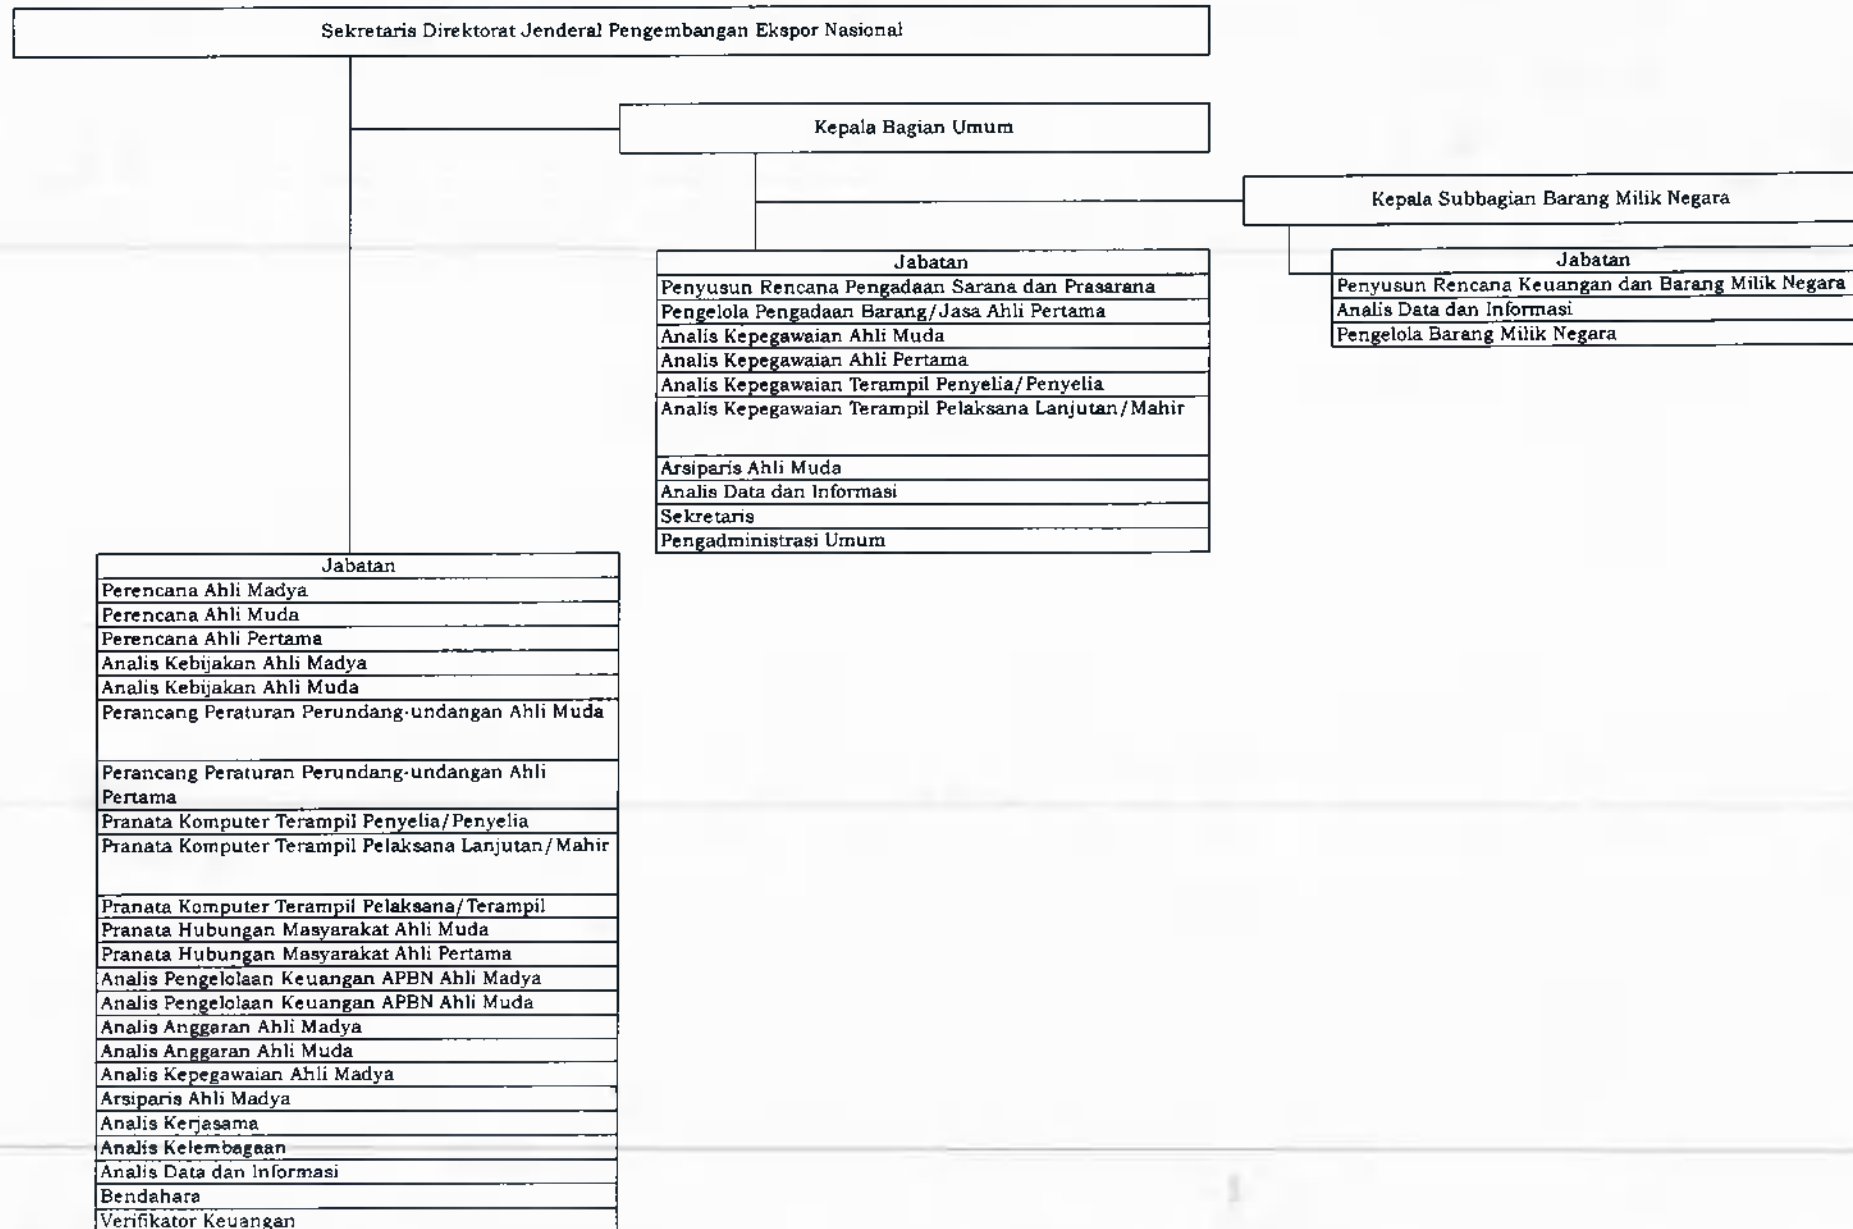 Sekretaris Direktorat Jenderal Pengembangan Ekspor Nasional
Kepala Bagian Umum
Kepala Subbagian Barang Milik Negara
Jabatan
Penyusun Rencana Keuangan dan Barang Milik Negara
Analis Data dan Informasi
Pengelola Barang Milik Negara
Jabatan
Penyusun Rencana Pengadaan Sarana dan Prasarana
Pengelola Pengadaan Barang/Jasa Ahli Pertama
Analis Kepegawaian Ahli Muda
Analis Kepegawaian Ahli Pertama
Analis Kepegawaian Terampil Penyelia/Penyelia
Analis Kepegawaian Terampil Pelaksana Lanjutan/Mahir
Arsiparis Ahli Muda
Analis Data dan Informasi
Sekretaris
Pengadministrasi Umum
Jabatan
Perencana Ahli Madya
Perencana Ahli Muda
Perencana Ahli Pertama
Analis Kebijakan Ahli Madya
Analis Kebijakan Ahli Muda
Perancang Peraturan Perundang-undangan Ahli Muda
Perancang Peraturan Perundang-undangan Ahli
Pertama
Pranata Komputer Terampil Penyelia/Penyelia
Pranata Komputer Terampil Pelaksana Lanjutan/Mahir
Pranata Komputer Terampil Pelaksana/Terampil
Pranata Hubungan Masyarakat Ahli Muda
Pranata Hubungan Masyarakat Ahli Pertama
Analis Pengelolaan Keuangan APBN Ahli Madya
Analis Pengelolaan Keuangan APBN Ahli Muda
Analis Anggaran Ahli Madya
Analis Anggaran Ahli Muda
Analis Kepegawaian Ahli Madya
Arsiparis Ahli Madya
Analis Kerjasama
Analis Kelembagaan
Analis Data dan Informasi
Bendahara
Verifikator Keuangan